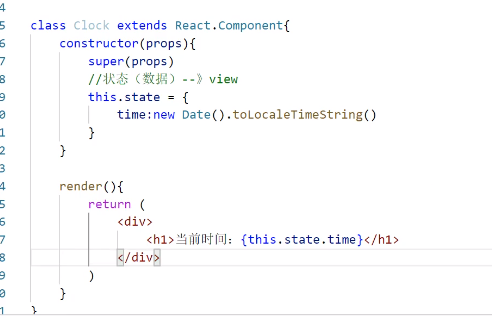 4
5 class Clock extends React.Component{
6 constructor(props){
7 super(props)
8 //状态（数据）--》view
9 this.state = {
0 time:new Date().toLocaleTimeString()
1 }
2 }
3
4 render(){
5 return (
6 <div>
7 <h1>当前时间：{this.state.time}</h1>
8 </div>
9 )
0 }
1 }